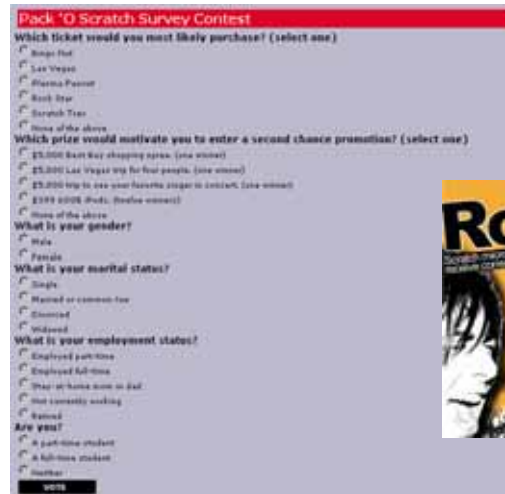 Pack 'O Scratch Survey Contest
Which ticket would you most likely purchase? (select one)
Bingo Hut
Las Vegas
Plasma Payout
Rock Star
Scratch Trax
None of the above
Which prize would motivate you to enter a second chance promotion? (select one)
$5,000 Best Buy shopping spree. (one winner)
$5,000 Las Vegas trip for four people. (one winner)
$5,000 trip to see your favorite singer in concert. (one winner)
iPods. (twelve winners)
None of the above
What is your gender?
Male
Female
What is your marital status?
Single
Married or common-law
Divorced
Widowed
What is your employment status?
Employed part-time
Employed full-time
Stay-at-home mom or dad
Not currently working
Retired
Are you?
A part-time student
A full-time student
Neither
VOTE
Ro
Scratch
receive